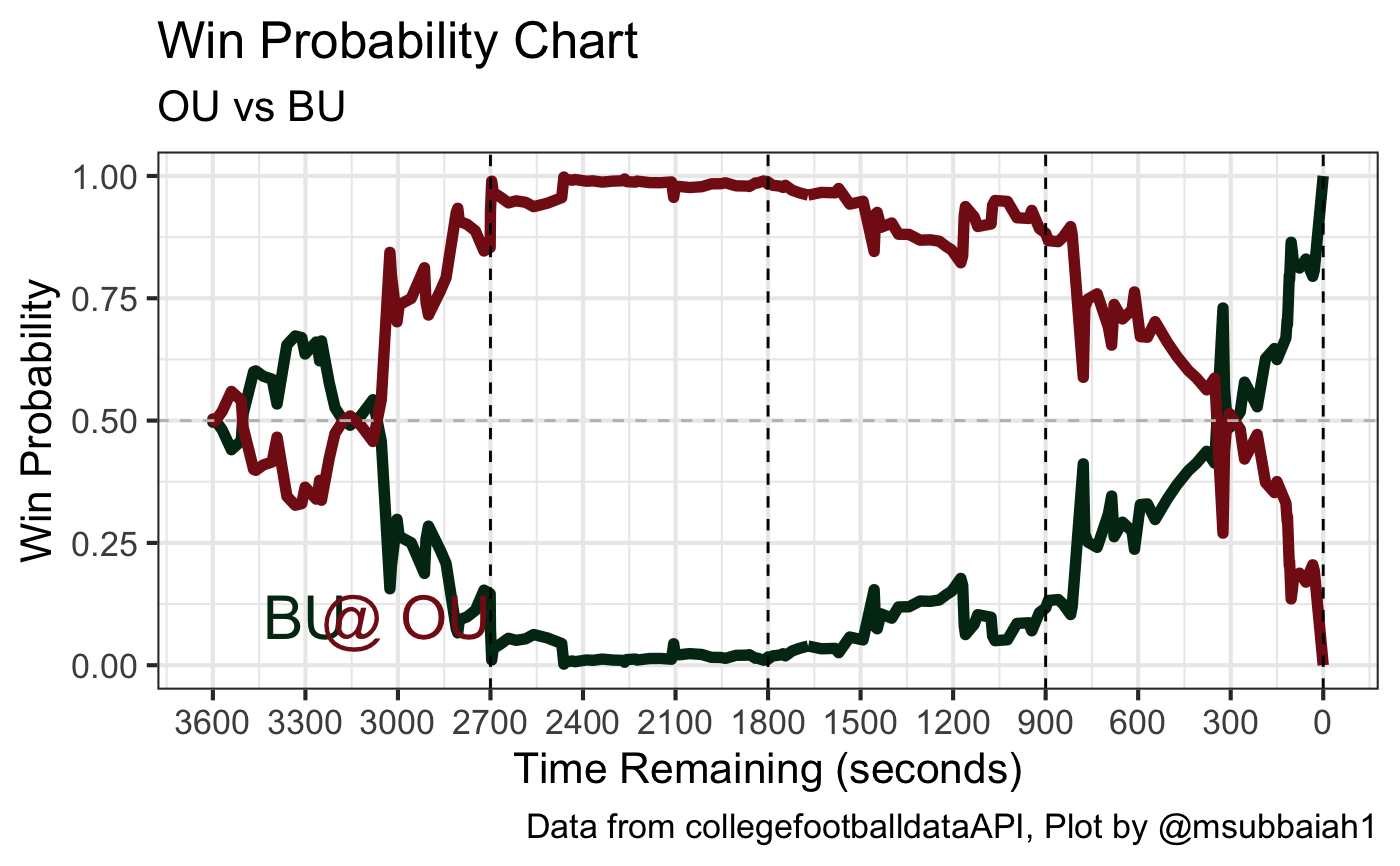 Win Probability Chart
OU vs BU
Win Probability
1.00
0.75
0.50
0.25
0.00
BU @ OU
3600 3300 3000 2700 2400 2100 1800 1500 1200 900 600 300 0
Time Remaining (seconds)
Data from collegefootballdataAPI, Plot by @msubbaiah1